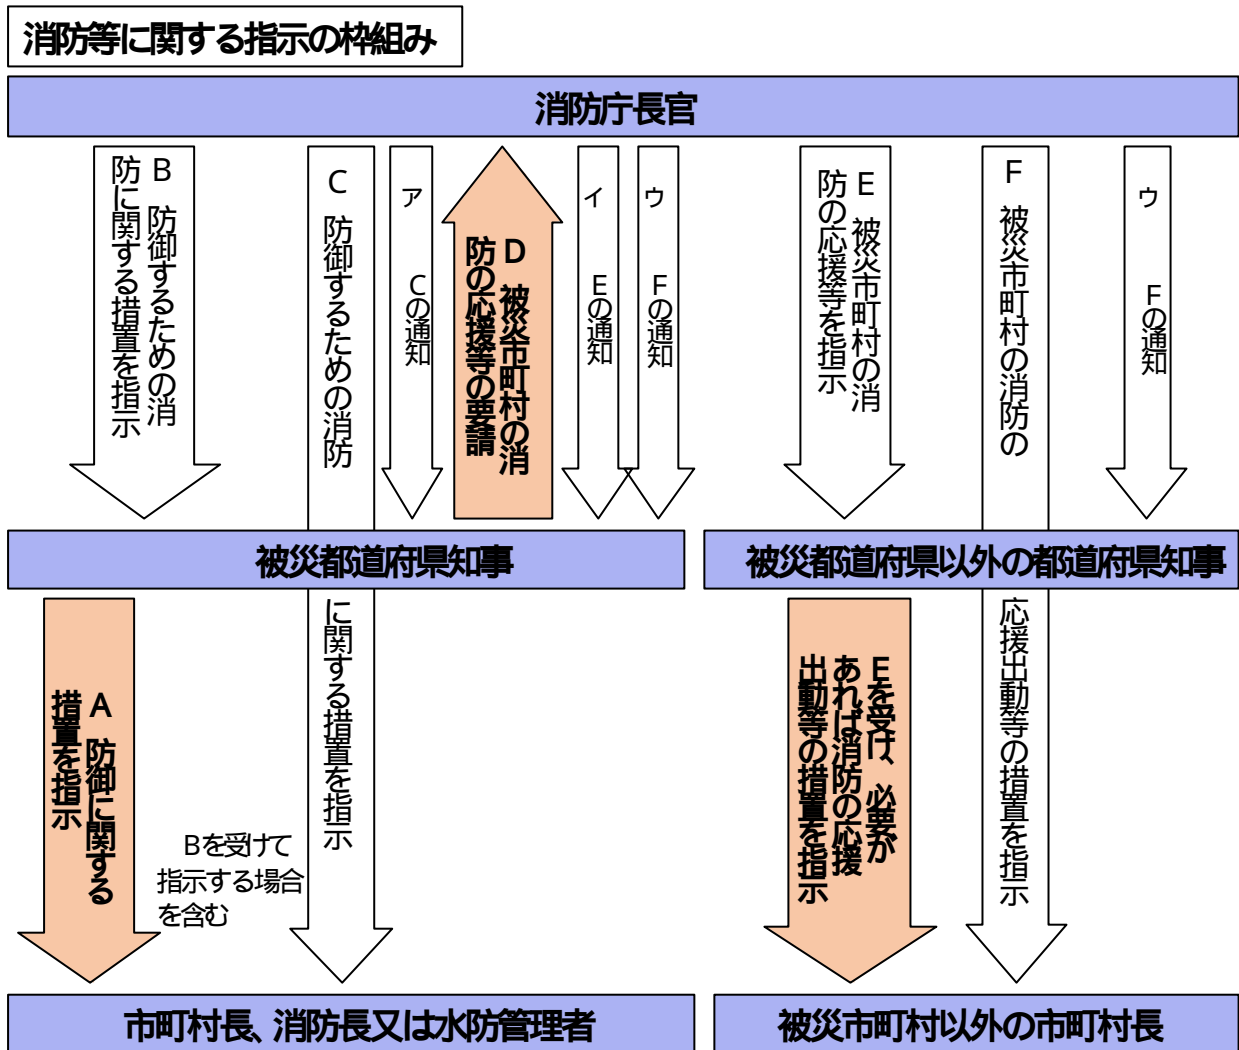 消防等に関する指示の枠組み
消防庁長官
B 防御するための消
防に関する措置を指示
C 防御するための消防
に関する措置を指示
ア Cの通知
D 被災市町村の消
防の応援等の要請
イ Eの通知
ウ Fの通知
E 被災市町村の消
防の応援等を指示
F 被災市町村の消防の
応援出動等の措置を指示
ウ Fの通知
被災都道府県知事
被災都道府県以外の都道府県知事
A 防御に関する
措置を指示
Bを受けて
指示する場合
を含む
Eを受け、必要が
あれば消防の応援
出動等の措置を指示
市町村長、消防長又は水防管理者
被災市町村以外の市町村長